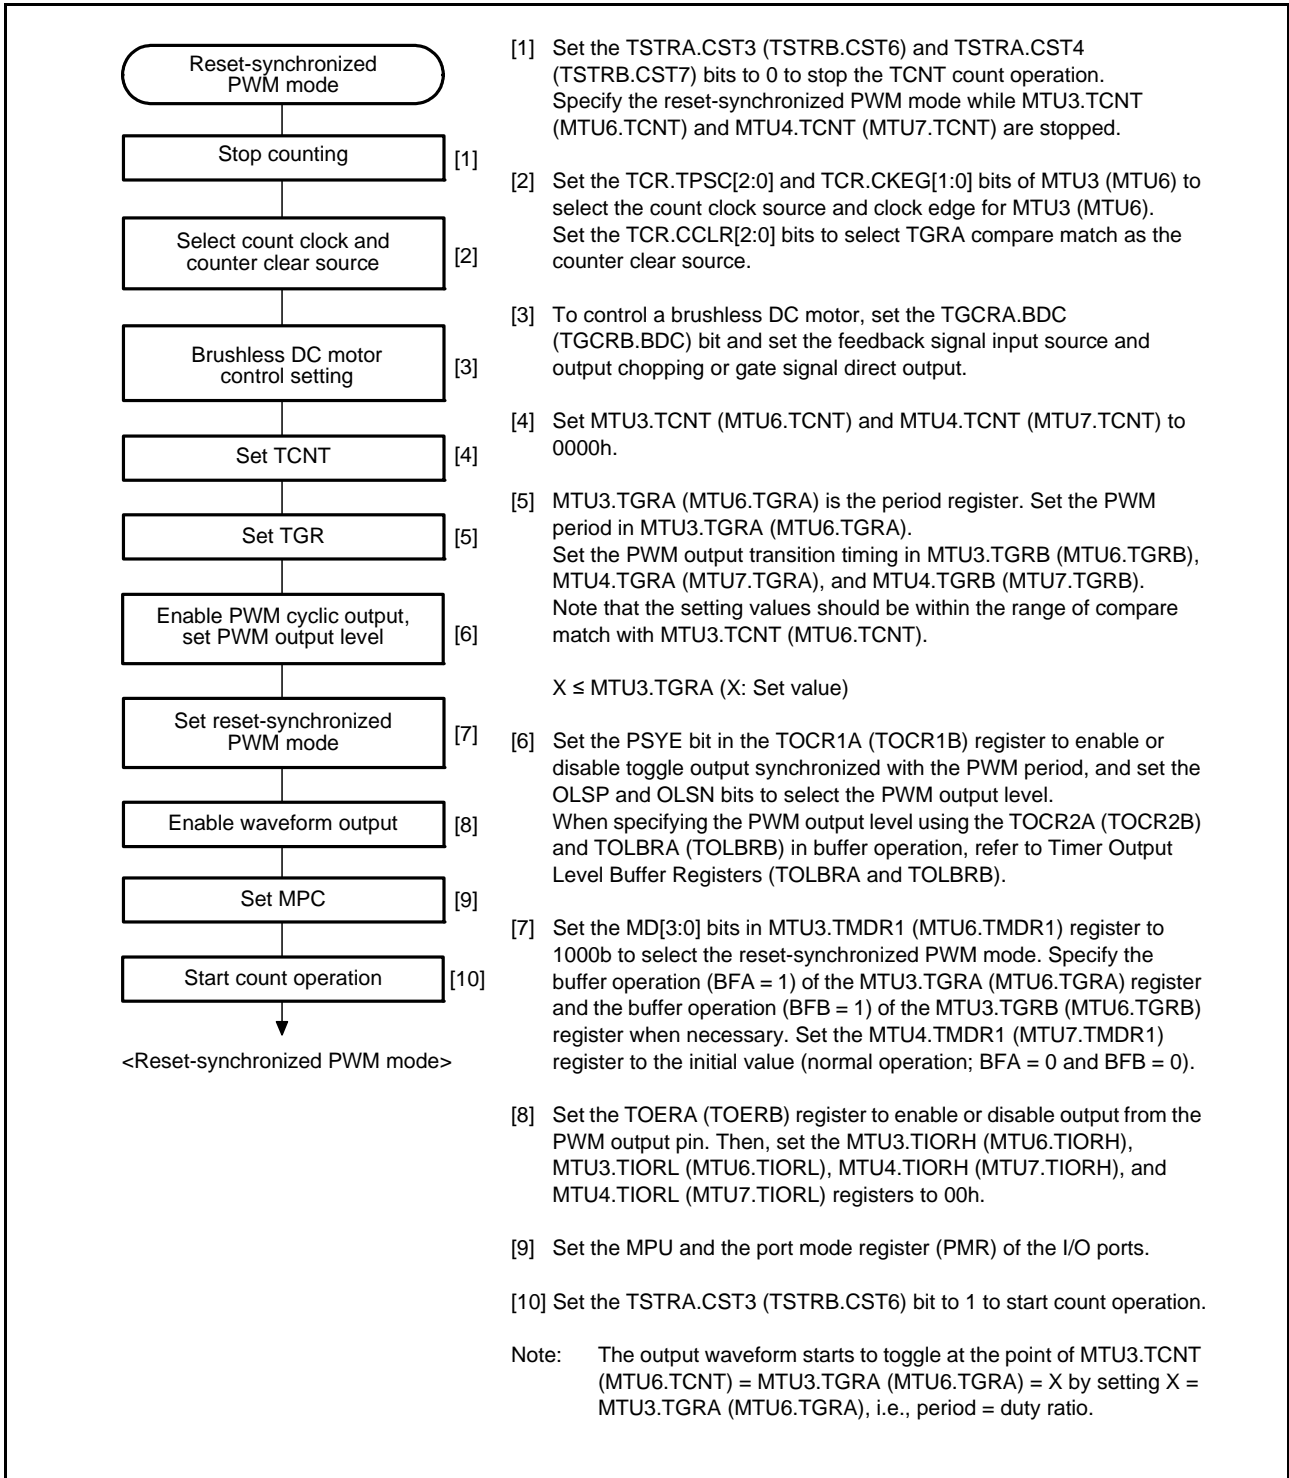 Reset-synchronized
PWM mode
Stop counting
[1]
Select count clock and
counter clear source
[2]
Brushless DC motor
control setting
[3]
Set TCNT
[4]
Set TGR
[5]
Enable PWM cyclic output,
set PWM output level
[6]
Set reset-synchronized
PWM mode
[7]
Enable waveform output
[8]
Set MPC
[9]
Start count operation
[10]
<Reset-synchronized PWM mode>
[1] Set the TSTRA.CST3 (TSTRB.CST6) and TSTRA.CST4
(TSTRB.CST7) bits to 0 to stop the TCNT count operation.
Specify the reset-synchronized PWM mode while MTU3.TCNT
(MTU6.TCNT) and MTU4.TCNT (MTU7.TCNT) are stopped.
[2] Set the TCR.TPSC[2:0] and TCR.CKEG[1:0] bits of MTU3 (MTU6) to
select the count clock source and clock edge for MTU3 (MTU6).
Set the TCR.CCLR[2:0] bits to select TGRA compare match as the
counter clear source.
[3] To control a brushless DC motor, set the TGCRA.BDC
(TGCRB.BDC) bit and set the feedback signal input source and
output chopping or gate signal direct output.
[4] Set MTU3.TCNT (MTU6.TCNT) and MTU4.TCNT (MTU7.TCNT) to
0000h.
[5] MTU3.TGRA (MTU6.TGRA) is the period register. Set the PWM
period in MTU3.TGRA (MTU6.TGRA).
Set the PWM output transition timing in MTU3.TGRB (MTU6.TGRB),
MTU4.TGRA (MTU7.TGRA), and MTU4.TGRB (MTU7.TGRB).
Note that the setting values should be within the range of compare
match with MTU3.TCNT (MTU6.TCNT).
X ≤ MTU3.TGRA (X: Set value)
[6] Set the PSYE bit in the TOCR1A (TOCR1B) register to enable or
disable toggle output synchronized with the PWM period, and set the
OLSP and OLSN bits to select the PWM output level.
When specifying the PWM output level using the TOCR2A (TOCR2B)
and TOLBRA (TOLBRB) in buffer operation, refer to Timer Output
Level Buffer Registers (TOLBRA and TOLBRB).
[7] Set the MD[3:0] bits in MTU3.TMDR1 (MTU6.TMDR1) register to
1000b to select the reset-synchronized PWM mode. Specify the
buffer operation (BFA = 1) of the MTU3.TGRA (MTU6.TGRA) register
and the buffer operation (BFB = 1) of the MTU3.TGRB (MTU6.TGRB)
register when necessary. Set the MTU4.TMDR1 (MTU7.TMDR1)
register to the initial value (normal operation; BFA = 0 and BFB = 0).
[8] Set the TOERA (TOERB) register to enable or disable output from the
PWM output pin. Then, set the MTU3.TIORH (MTU6.TIORH),
MTU3.TIORL (MTU6.TIORL), MTU4.TIORH (MTU7.TIORH), and
MTU4.TIORL (MTU7.TIORL) registers to 00h.
[9] Set the MPU and the port mode register (PMR) of the I/O ports.
[10] Set the TSTRA.CST3 (TSTRB.CST6) bit to 1 to start count operation.
Note: The output waveform starts to toggle at the point of MTU3.TCNT
(MTU6.TCNT) = MTU3.TGRA (MTU6.TGRA) = X by setting X =
MTU3.TGRA (MTU6.TGRA), i.e., period = duty ratio.